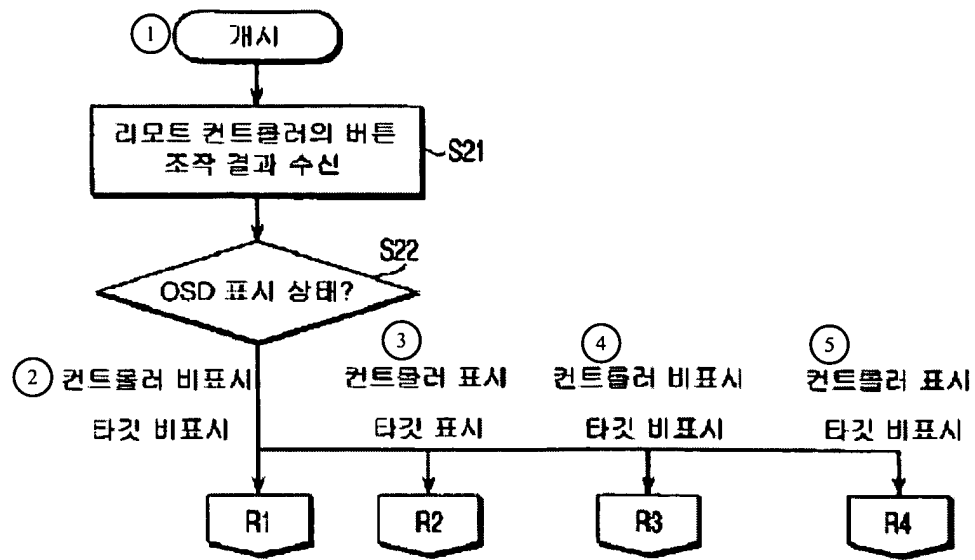 1 개시
리모트 컨트롤러의 버튼
조작 결과 수신
S21
S22
OSD 표시 상태?
2 컨트롤러 비표시
타깃 비표시
3
컨트롤러 표시
타깃 표시
4
컨트롤러 비표시
타깃 비표시
5
컨트롤러 표시
타깃 비표시
R1
R2
R3
R4